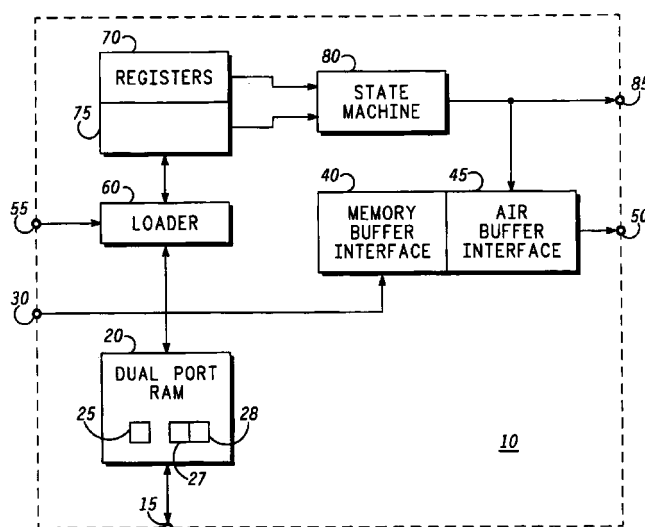 70
REGISTERS
75
80
STATE
MACHINE
85
60
LOADER
55
40
MEMORY
BUFFER
INTERFACE
45
AIR
BUFFER
INTERFACE
50
30
20
DUAL PORT
RAM
25
27
28
10
15